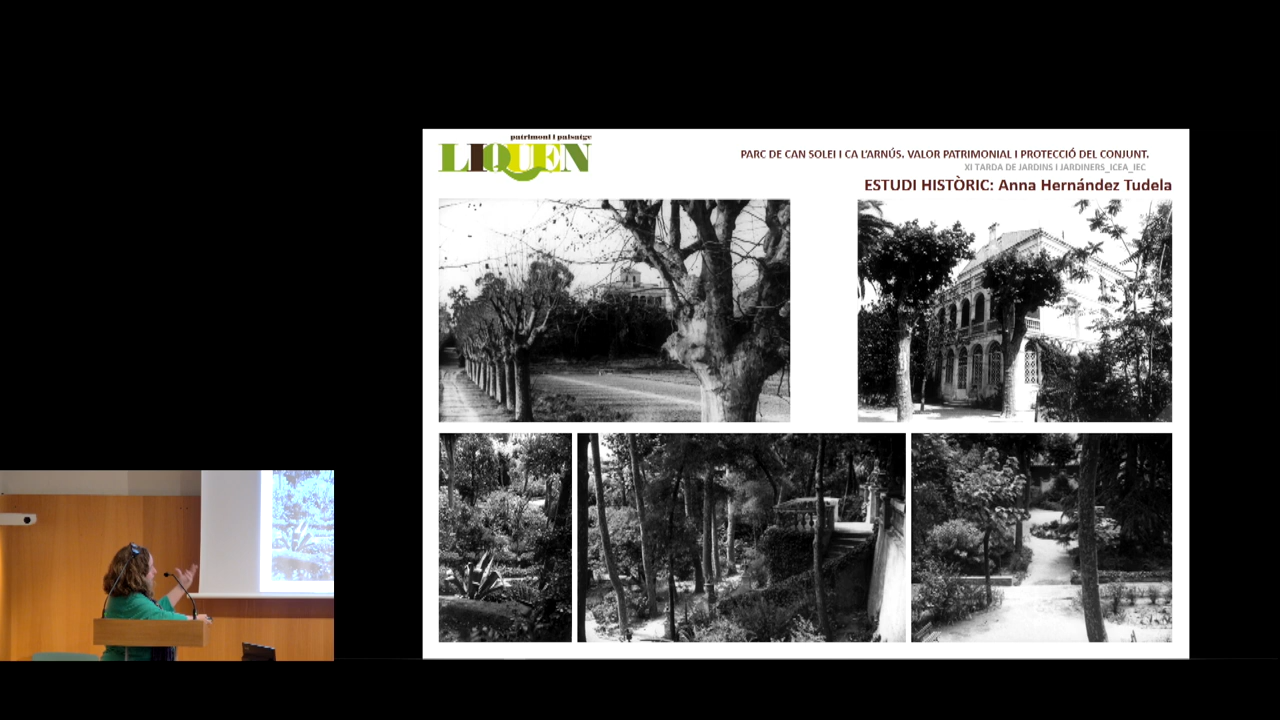 patrimoni i paisatge
LIQUEN
PARC DE CAN SOLEI I CA L'ARNÚS. VALOR PATRIMONIAL I PROTECCIÓ DEL CONJUNT.
XI TARDA DE JARDINS I JARDINERS_ICEA_IEC
ESTUDI HISTÒRIC: Anna Hernández Tudela